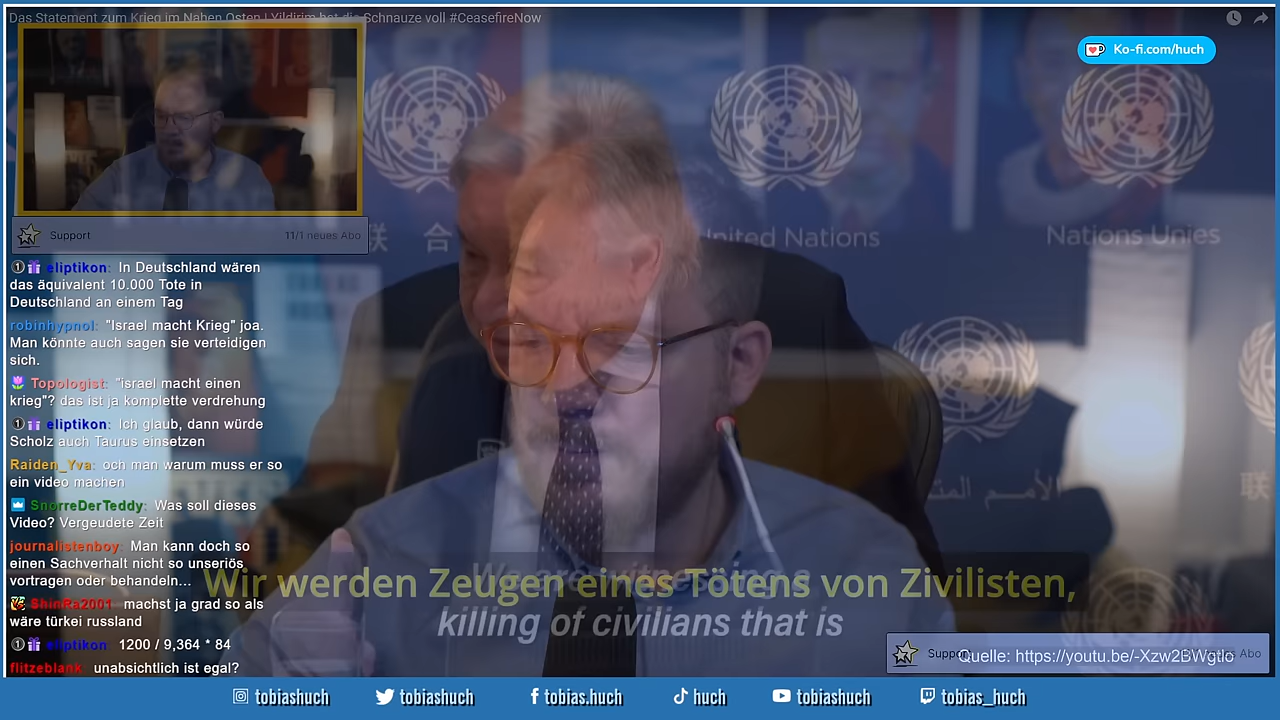 Das Statement zum Krieg im Nahen Osten | Yildirim hat die Schnauze voll #CeasefireNow
Ko-fi.com/huch
Support 11/1 neues Abo
联 合
United Nations
Nations Unies
eliptikon: In Deutschland wären
das äquivalent 10.000 Tote in
Deutschland an einem Tag
robinhypnol: "Israel macht Krieg" joa.
Man könnte auch sagen sie verteidigen
sich.
Topologist: "israel macht einen
krieg"? das ist ja komplette verdrehung
eliptikon: Ich glaub, dann würde
Scholz auch Taurus einsetzen
Raiden_Yva: och man warum muss er so
ein video machen
SnorreDerTeddy: Was soll dieses
Video? Vergeudete Zeit
journalistenboy: Man kann doch so
einen Sachverhalt nicht so unseriös
vortragen oder behandeln...
ShinRa2001 machst ja grad so als
wäre türkei russland
eliptikon 1200 / 9,364 * 84
flitzeblank unabsichtlich ist egal?
联
Wir werden Zeugen eines Tötens von Zivilisten,
killing of civilians that is
Support Abo
Quelle: https://youtu.be/-Xzw2BWgtlo
tobiashuch tobiashuch tobias.huch huch tobiashuch tobias_huch